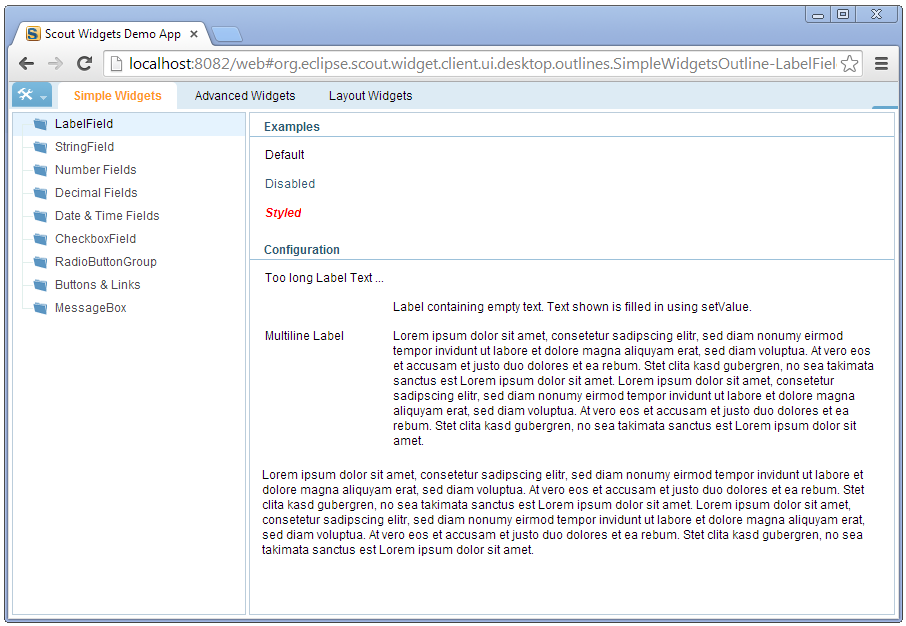 Scout Widgets Demo App
localhost:8082/web#org.eclipse.scout.widget.client.ui.desktop.outlines.SimpleWidgetsOutline-LabelFiel
Simple Widgets
Advanced Widgets
Layout Widgets
LabelField
StringField
Number Fields
Decimal Fields
Date & Time Fields
CheckboxField
RadioButtonGroup
Buttons & Links
MessageBox
Examples
Default
Disabled
Styled
Configuration
Too long Label Text ...
Label containing empty text. Text shown is filled in using setValue.
Multiline Label
Lorem ipsum dolor sit amet, consetetur sadipscing elitr, sed diam nonumy eirmod
tempor invidunt ut labore et dolore magna aliquyam erat, sed diam voluptua. At vero eos
et accusam et justo duo dolores et ea rebum. Stet clita kasd gubergren, no sea takimata
sanctus est Lorem ipsum dolor sit amet. Lorem ipsum dolor sit amet, consetetur
sadipscing elitr, sed diam nonumy eirmod tempor invidunt ut labore et dolore magna
aliquyam erat, sed diam voluptua. At vero eos et accusam et justo duo dolores et ea
rebum. Stet clita kasd gubergren, no sea takimata sanctus est Lorem ipsum dolor sit
amet.
Lorem ipsum dolor sit amet, consetetur sadipscing elitr, sed diam nonumy eirmod tempor invidunt ut labore et
dolore magna aliquyam erat, sed diam voluptua. At vero eos et accusam et justo duo dolores et ea rebum. Stet
clita kasd gubergren, no sea takimata sanctus est Lorem ipsum dolor sit amet. Lorem ipsum dolor sit amet,
consetetur sadipscing elitr, sed diam nonumy eirmod tempor invidunt ut labore et dolore magna aliquyam erat,
sed diam voluptua. At vero eos et accusam et justo duo dolores et ea rebum. Stet clita kasd gubergren, no sea
takimata sanctus est Lorem ipsum dolor sit amet.